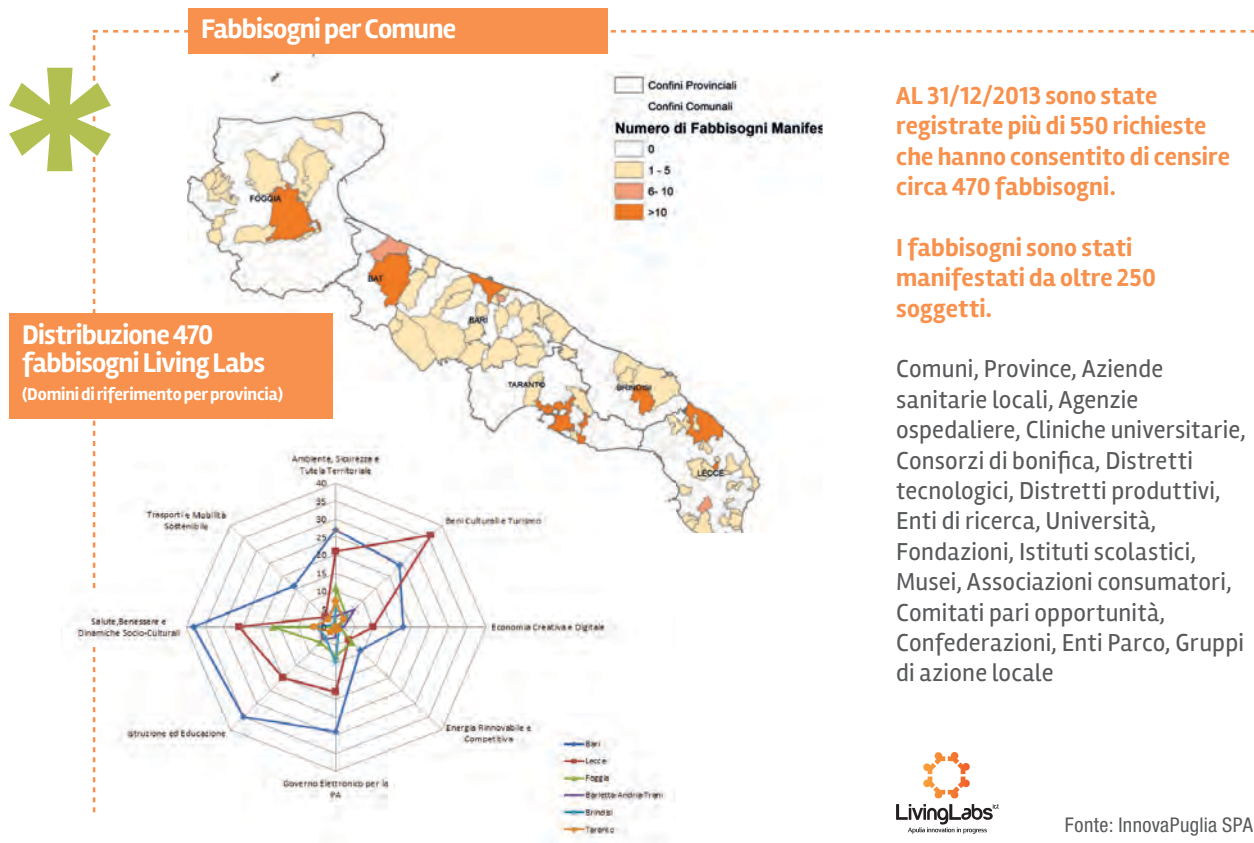 Fabbisogni per Comune
Confini Provinciali
Confini Comunali
Numero di Fabbisogni Manifes
0
1 - 5
6- 10
>10
FOGGIA
BAT
BARI
TARANTO
BRINDISI
LECCE
AL 31/12/2013 sono state
registrate più di 550 richieste
che hanno consentito di censire
circa 470 fabbisogni.
I fabbisogni sono stati
manifestati da oltre 250
soggetti.
Comuni, Province, Aziende
sanitarie locali, Agenzie
ospedaliere, Cliniche universitarie,
Consorzi di bonifica, Distretti
tecnologici, Distretti produttivi,
Enti di ricerca, Università,
Fondazioni, Istituti scolastici,
Musei, Associazioni consumatori,
Comitati pari opportunità,
Confederazioni, Enti Parco, Gruppi
di azione locale
Distribuzione 470
fabbisogni Living Labs
(Domini di riferimento per provincia)
Ambiente, Sicurezza e
Tutela Territoriale
40
35
30
25
20
15
10
5
0
Beni Culturali e Turismo
Economia Creativa e Digitale
Energia Rinnovabile e
Competitiva
Governo Elettronico per la
PA
Istruzione ed Educazione
Salute,Benessere e
Dinamiche Socio-Culturali
Trasporti e Mobilità
Sostenibile
Bari
Lecce
Foggia
Barletta-Andria-Trani
Brindisi
Taranto
LivingLabs ict
Apulia innovation in progress
Fonte: InnovaPuglia SPA